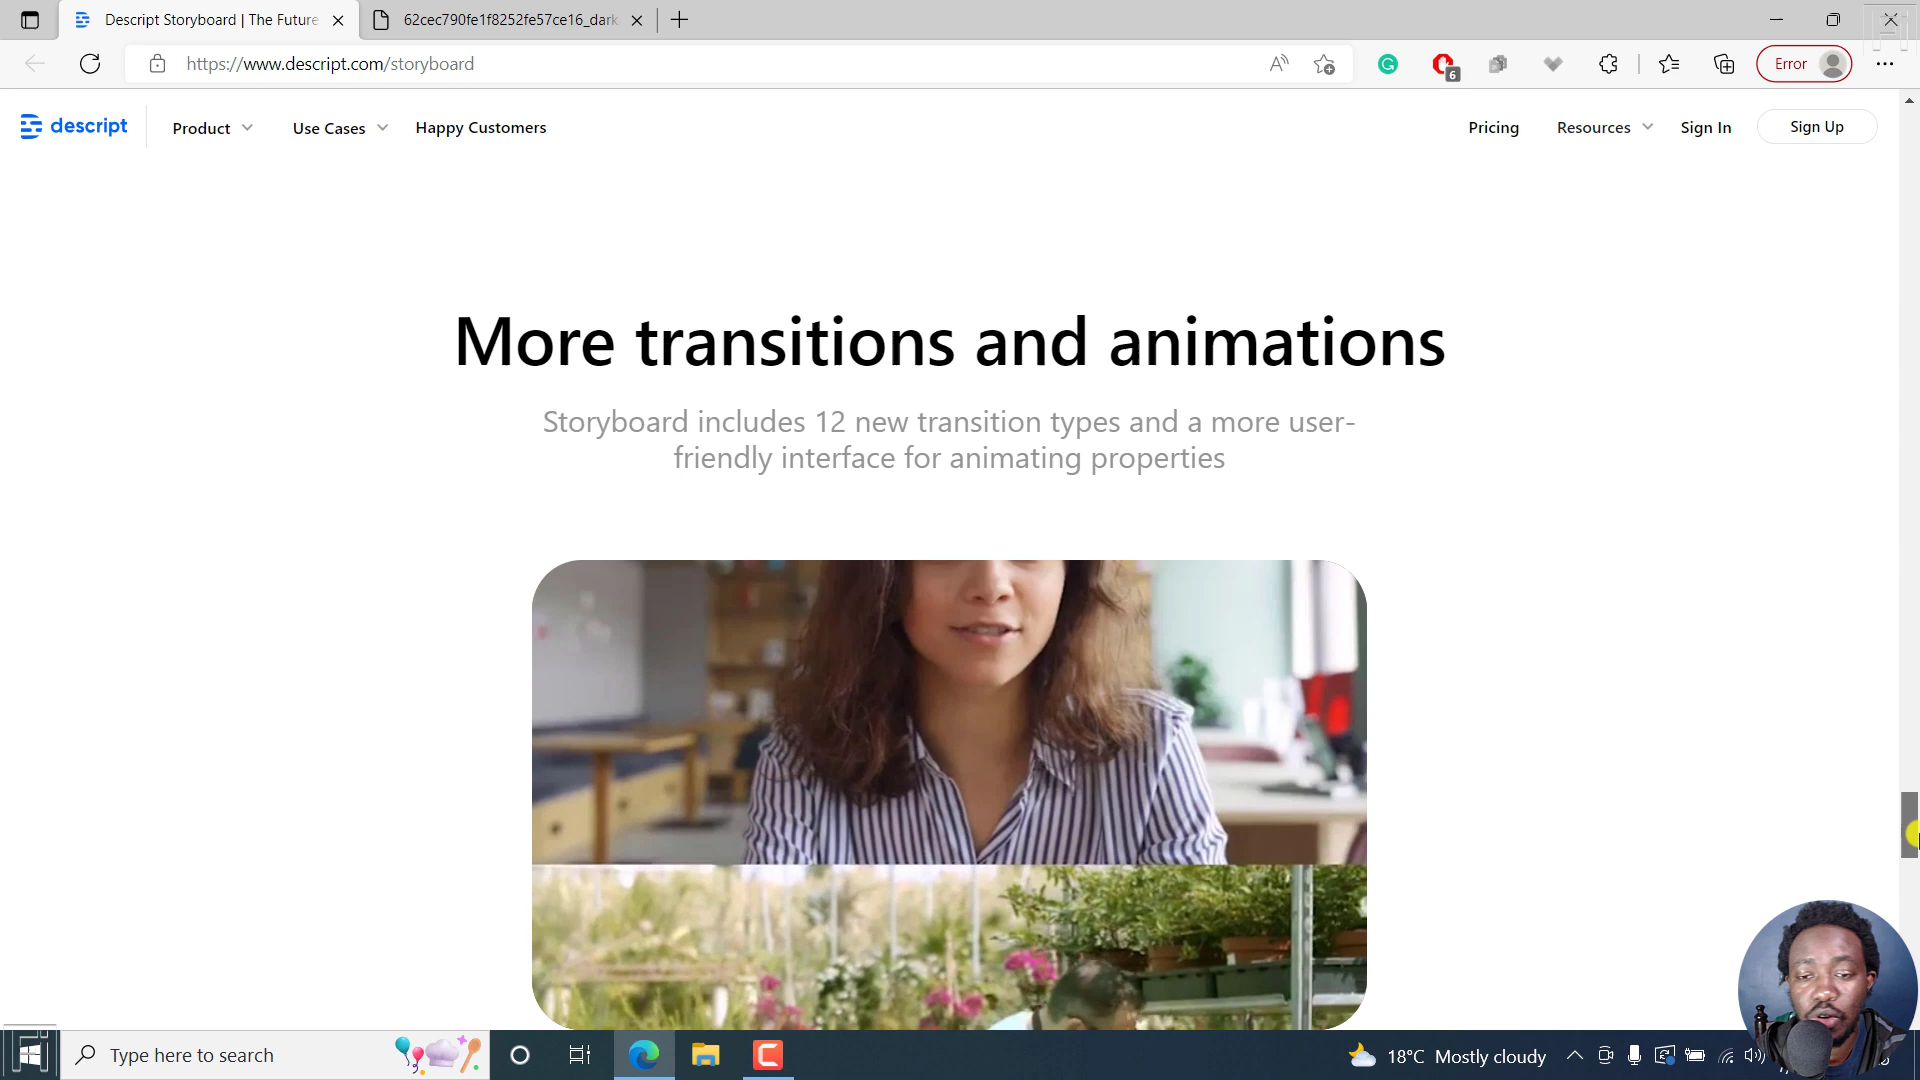 Descript Storyboard | The Future
62cec790fe1f8252fe57ce16_dark
https://www.descript.com/storyboard
6
Error
descript
Product
Use Cases
Happy Customers
Pricing
Resources
Sign In
Sign Up
More transitions and animations
Storyboard includes 12 new transition types and a more user-
friendly interface for animating properties
Type here to search
18°C Mostly cloudy